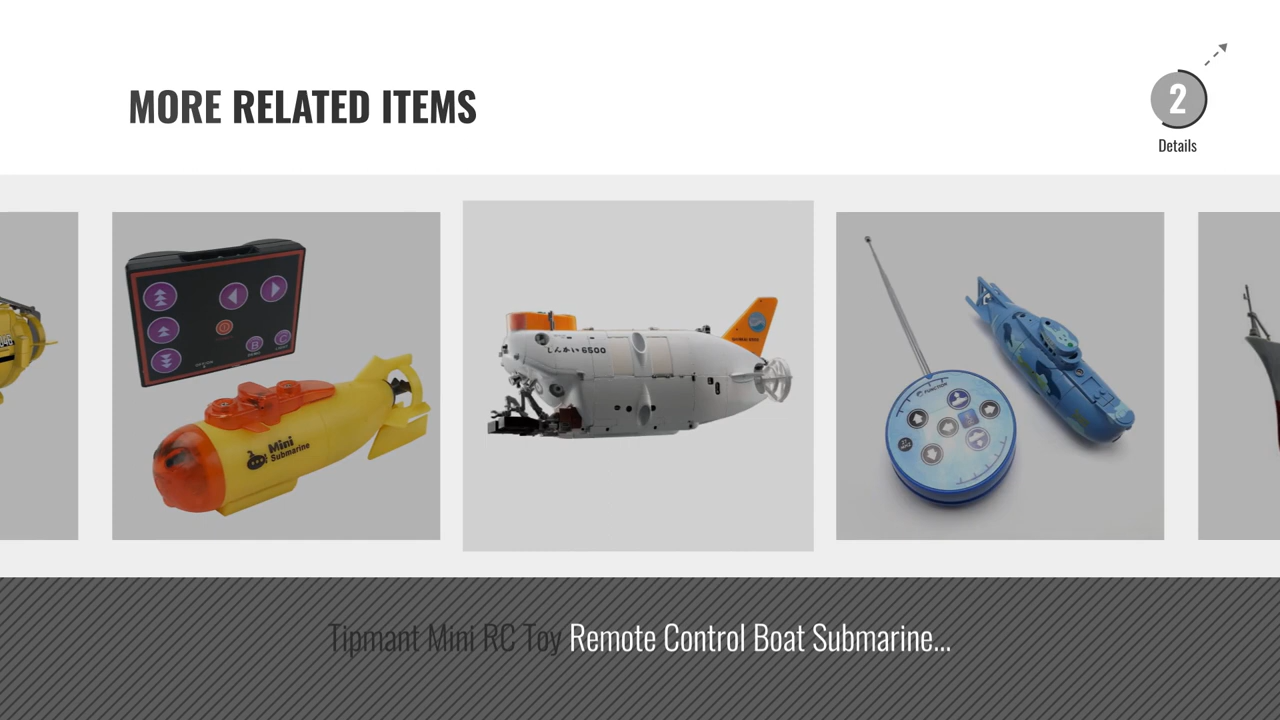 MORE RELATED ITEMS
2
Details
Mini
Submarine
しんかい6500
FUNCTION
Tipmant Mini RC Toy Remote Control Boat Submarine...